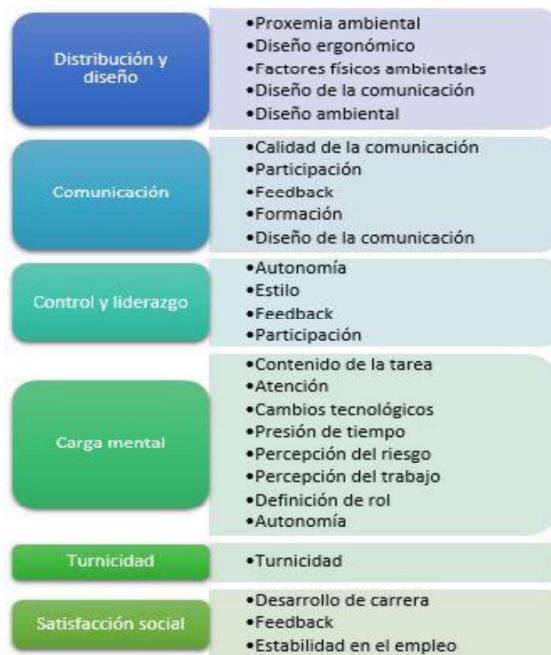 Distribución y
diseño
•Proxemia ambiental
•Diseño ergonómico
•Factores físicos ambientales
•Diseño de la comunicación
•Diseño ambiental
Comunicación
•Calidad de la comunicación
•Participación
•Feedback
•Formación
•Diseño de la comunicación
Control y liderazgo
•Autonomía
•Estilo
•Feedback
•Participación
Carga mental
•Contenido de la tarea
•Atención
•Cambios tecnológicos
•Presión de tiempo
•Percepción del riesgo
•Percepción del trabajo
•Definición de rol
•Autonomía
Turnicidad
•Turnicidad
Satisfacción social
•Desarrollo de carrera
•Feedback
•Estabilidad en el empleo